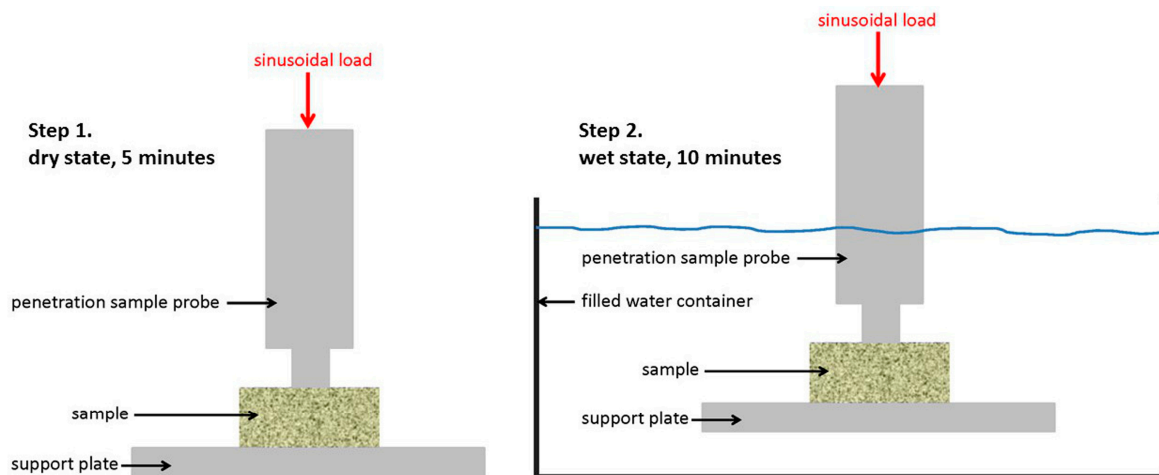 sinusoidal load
Step 1.
dry state, 5 minutes
penetration sample probe
sample
support plate
sinusoidal load
Step 2.
wet state, 10 minutes
penetration sample probe
filled water container
sample
support plate